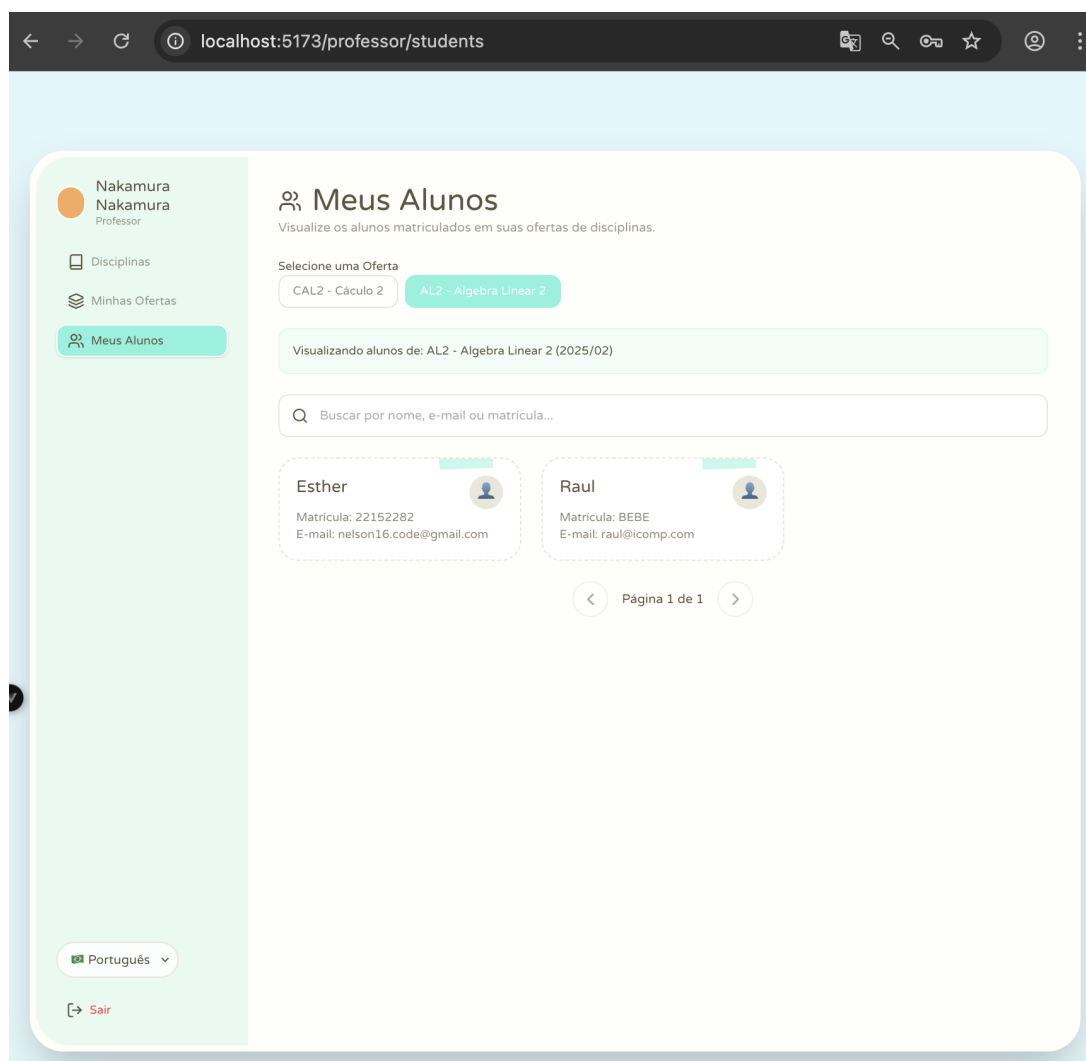 localhost:5173/professor/students
Nakamura
Nakamura
Professor
Disciplinas
Minhas Ofertas
Meus Alunos
Português
Sair
Meus Alunos
Visualize os alunos matriculados em suas ofertas de disciplinas.
Selecione uma Oferta
CAL2 - Cáculo 2
AL2 - Algebra Linear 2
Visualizando alunos de: AL2 - Algebra Linear 2 (2025/02)
Buscar por nome, e-mail ou matrícula...
Esther
Matrícula: 22152282
E-mail: nelson16.code@gmail.com
Raul
Matrícula: BEBE
E-mail: raul@icomp.com
Página 1 de 1